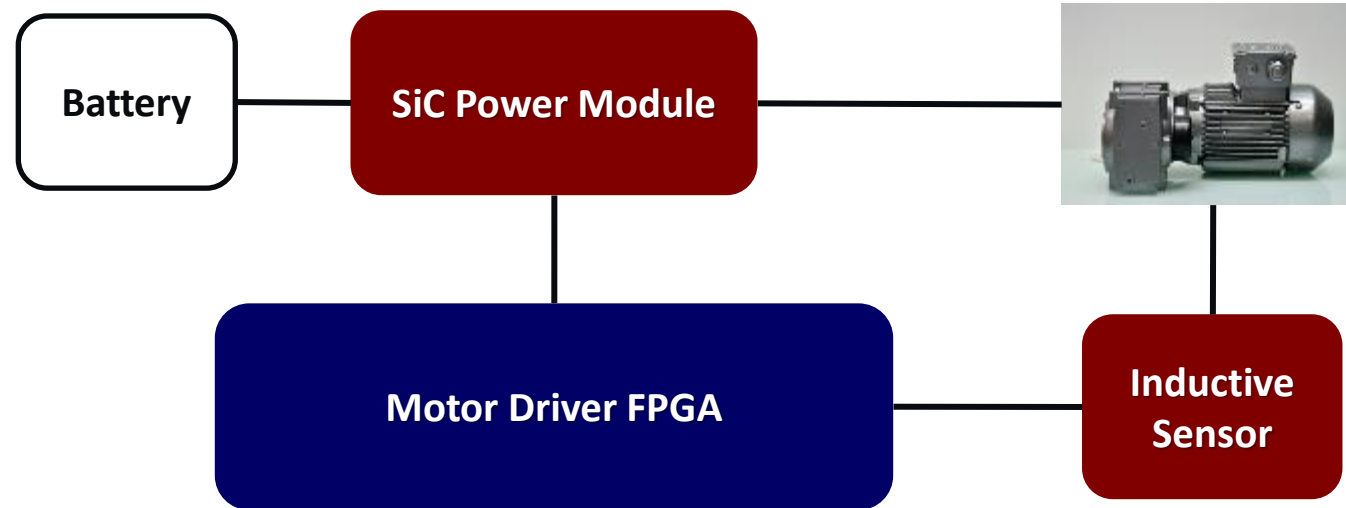 Battery
SiC Power Module
Motor Driver FPGA
Inductive
Sensor